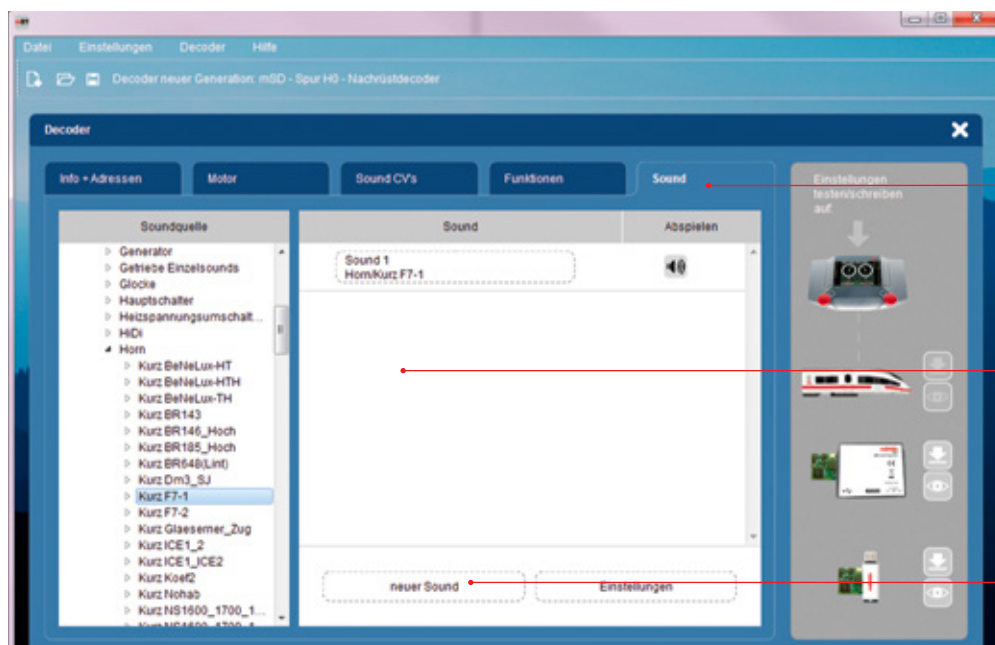 Datei Einstellungen Decoder Hilfe
Decoder neuer Generation: mSD - Spur H0 - Nachrüstdecoder
Decoder
Info + Adressen Motor Sound CV's Funktionen Sound
Soundquelle
Generator
Getriebe Einzelsounds
Glocke
Hauptschalter
Heizspannungsumschalt...
HiDi
Horn
Kurz BeNeLux-HT
Kurz BeNeLux-HTH
Kurz BeNeLux-TH
Kurz BR143
Kurz BR146_Hoch
Kurz BR185_Hoch
Kurz BR648(Lint)
Kurz Dm3_SJ
Kurz F7-1
Kurz F7-2
Kurz Glaeserner_Zug
Kurz ICE1_2
Kurz ICE1_ICE2
Kurz Koef2
Kurz Nohab
Kurz NS1600_1700_1...
Sound Abspielen
Sound 1
Horn/Kurz F7-1
neuer Sound Einstellungen
Einstellungen
testen/schreiben
auf: